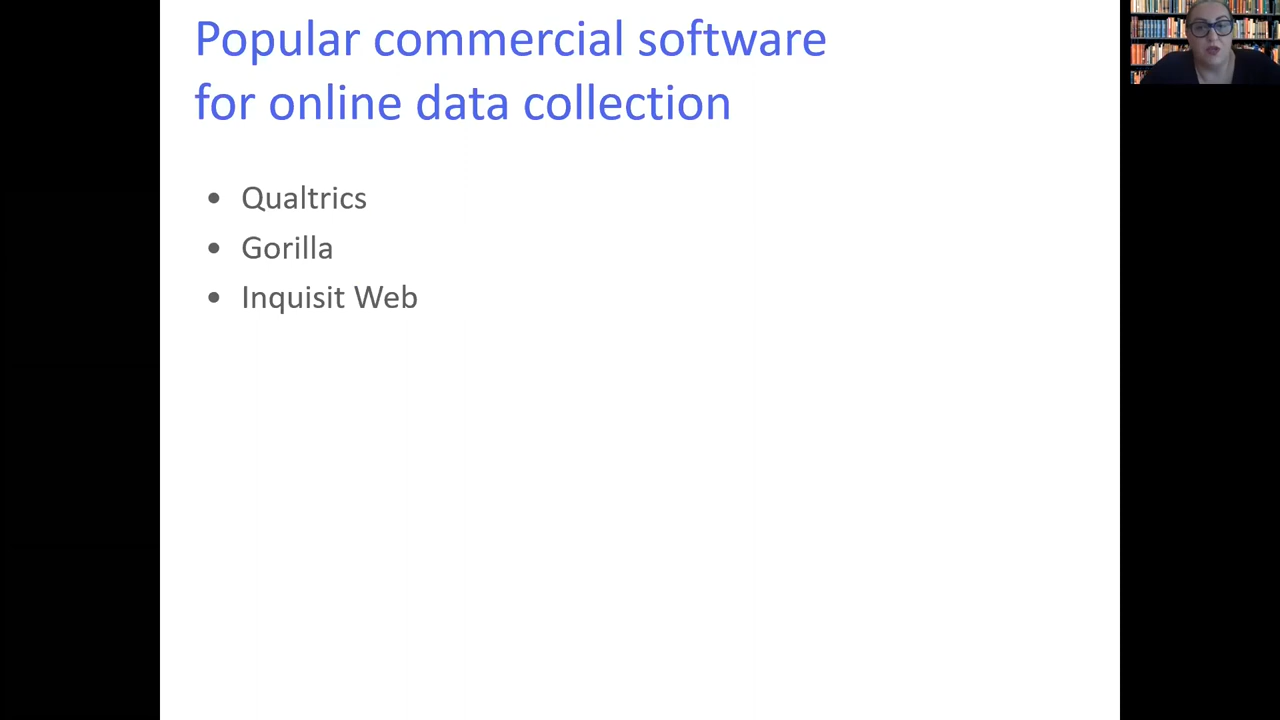 Popular commercial software
for online data collection
• Qualtrics
• Gorilla
• Inquisit Web